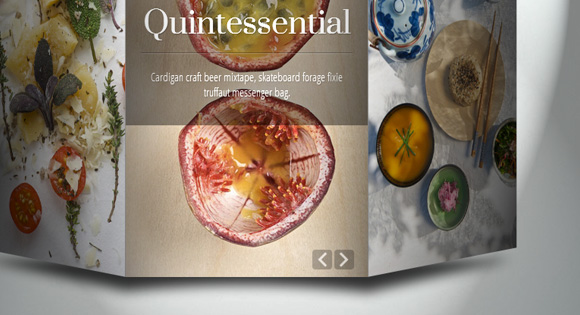 Quintessential
Cardigan craft beer mixtape, skateboard forage fixie
truffaut messenger bag.